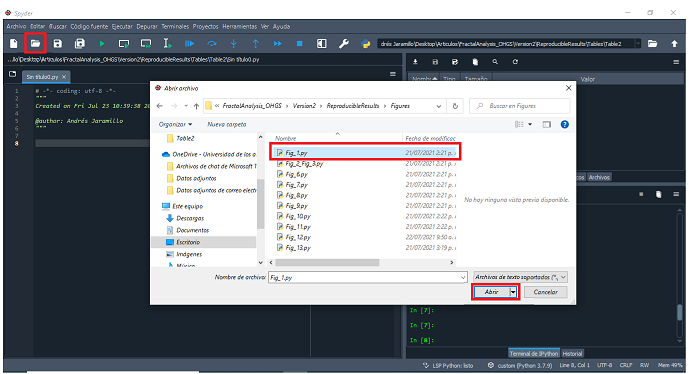 Spyder
Archivo Editar Buscar Código fuente Ejecutar Depurar Terminales Proyectos Herramientas Ver Ayuda
drés Jaramillo\Desktop\Articulos\FractalAnalysis_OHGS\Version2\ReproducibleResults\Tables\Table2
...llo\Desktop\Articulos\FractalAnalysis_OHGS\Version2\ReproducibleResults\Tables\Table2\Sin título0.py
Sin título0.py
Nombre Tipo Tamaño Valor
1 # -*- coding: utf-8 -*-
2 """
3 Created on Fri Jul 23 10:39:38 20
4
5 @author: Andrés Jaramillo
6 """
7
8
Abrir archivo
FractalAnalysis_OHGS > Version2 > ReproducibleResults > Figures
Buscar en Figures
Organizar Nueva carpeta
Nombre Fecha de modificac
Table2
OneDrive - Universidad de los a
Archivos de chat de Microsoft T
Datos adjuntos
Datos adjuntos de correo electr
Este equipo
Descargas
Documentos
Escritorio
Imágenes
Música
Fig_1.py 21/07/2021 2:21 p.
Fig_2_Fig_3.py 21/07/2021 2:21 p.
Fig_6.py 21/07/2021 2:21 p.
Fig_7.py 21/07/2021 2:21 p.
Fig_8.py 21/07/2021 2:21 p.
Fig_9.py 21/07/2021 2:21 p.
Fig_10.py 21/07/2021 2:22 p.
Fig_11.py 21/07/2021 2:22 p.
Fig_12.py 22/07/2021 9:50 a.
Fig_13.py 21/07/2021 3:19 p.
No hay ninguna vista previa disponible.
Nombre de archivo: Fig_1.py
Archivos de texto soportados (*.
Abrir Cancelar
Archivos
In [7]:
In [7]:
In [8]:
Terminal de IPython Historial
LSP Python: listo custom (Python 3.7.9) Line 8, Col 1 UTF-8 CRLF RW Mem 49%